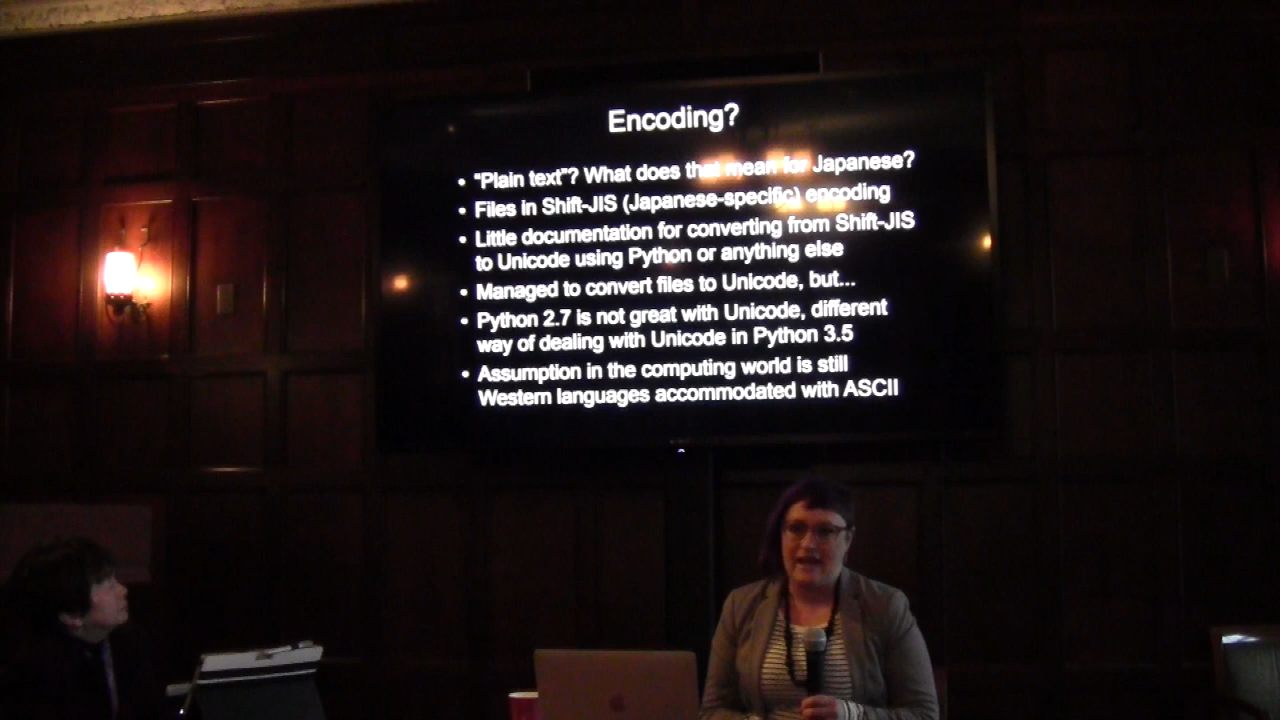 Encoding?
• "Plain text"? What does that mean for Japanese?
• Files in Shift-JIS (Japanese-specific) encoding
• Little documentation for converting from Shift-JIS
to Unicode using Python or anything else
• Managed to convert files to Unicode, but...
• Python 2.7 is not great with Unicode, different
way of dealing with Unicode in Python 3.5
• Assumption in the computing world is still
Western languages accommodated with ASCII